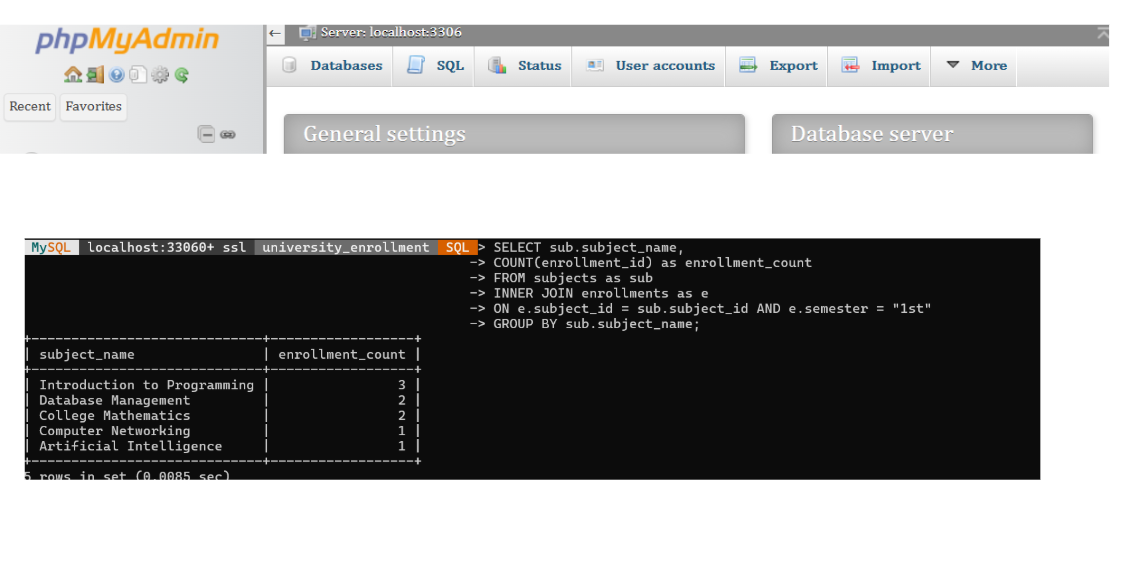 phpMyAdmin
Recent Favorites
← Server: localhost:3306
Databases SQL Status User accounts Export Import More
General settings
Database server
MySQL localhost:33060+ ssl university_enrollment SQL > SELECT sub.subject_name,
-> COUNT(enrollment_id) as enrollment_count
-> FROM subjects as sub
-> INNER JOIN enrollments as e
-> ON e.subject_id = sub.subject_id AND e.semester = "1st"
-> GROUP BY sub.subject_name;
+-----------------------------+------------------+
| subject_name | enrollment_count |
+-----------------------------+------------------+
| Introduction to Programming | 3 |
| Database Management | 2 |
| College Mathematics | 2 |
| Computer Networking | 1 |
| Artificial Intelligence | 1 |
+-----------------------------+------------------+
5 rows in set (0.0085 sec)